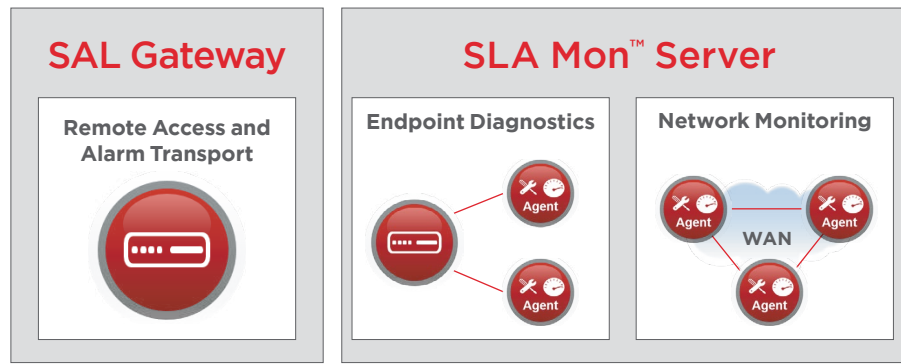 SAL Gateway
Remote Access and
Alarm Transport
SLA Mon™ Server
Endpoint Diagnostics
Agent
Agent
Network Monitoring
Agent
Agent
WAN
Agent